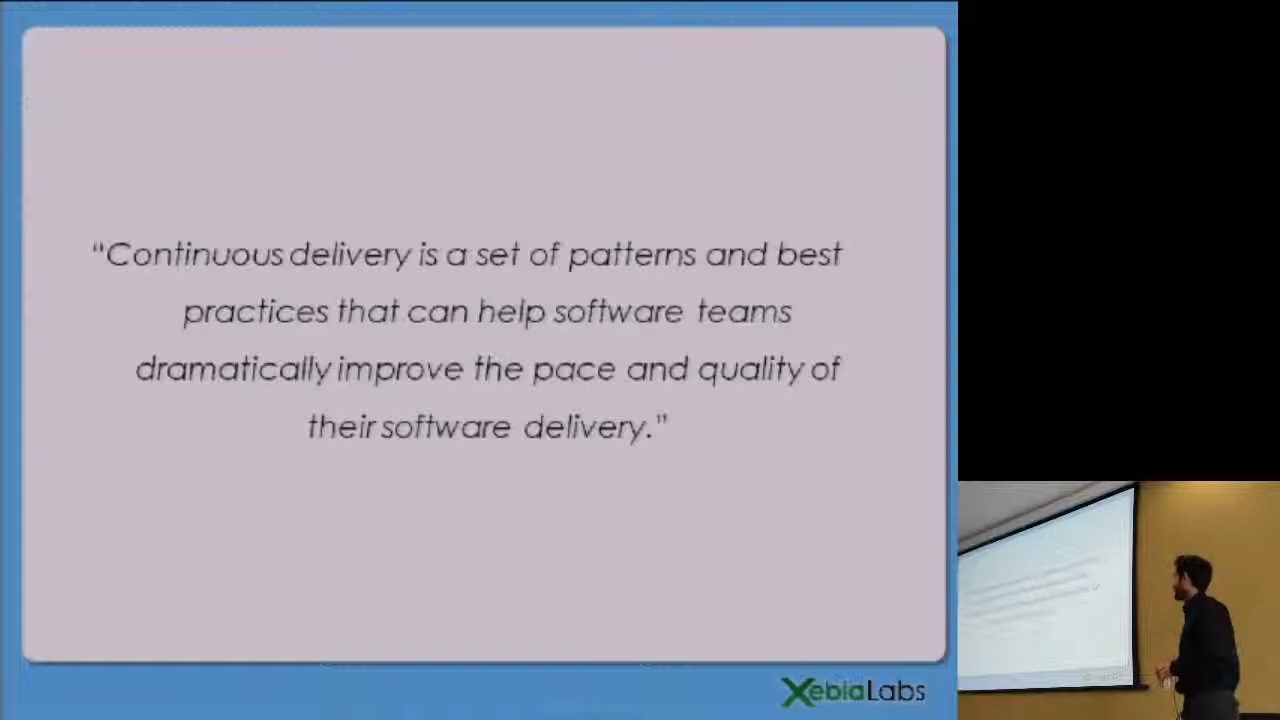 "Continuous delivery is a set of patterns and best
practices that can help software teams
dramatically improve the pace and quality of
their software delivery."
XebiaLabs